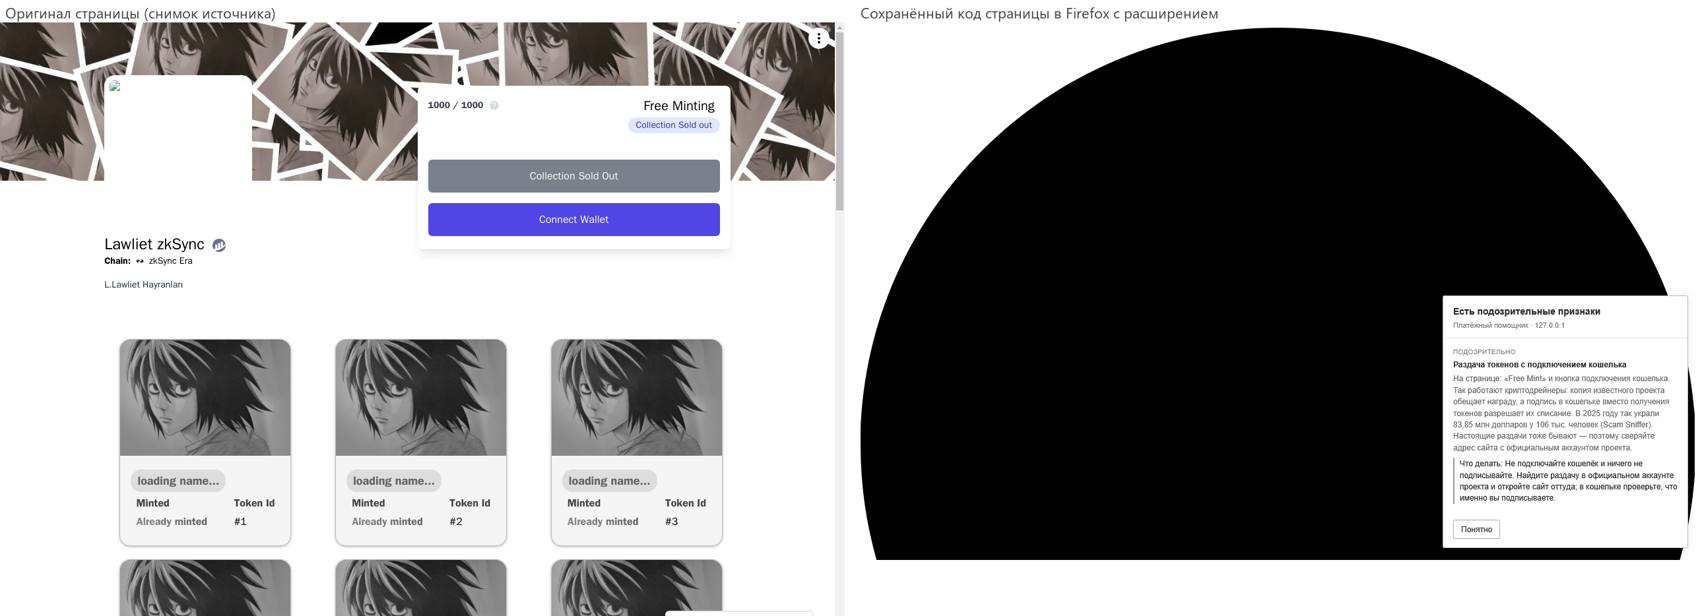 Оригинал страницы (снимок источника)
1000 / 1000 ?
Free Minting
Collection Sold out
Collection Sold Out
Connect Wallet
Lawliet zkSync
Chain: zkSync Era
L.Lawliet Hayranları
loading name...
Minted Token Id
Already minted #1
loading name...
Minted Token Id
Already minted #2
loading name...
Minted Token Id
Already minted #3
Сохранённый код страницы в Firefox с расширением
Есть подозрительные признаки
Платёжный помощник · 127.0.0.1
ПОДОЗРИТЕЛЬНО
Раздача токенов с подключением кошелька
На странице: «Free Mint» и кнопка подключения кошелька.
Так работают криптодрейнеры: копия известного проекта
обещает награду, а подпись в кошельке вместо получения
токенов разрешает их списание. В 2025 году так украли
83,85 млн долларов у 106 тыс. человек (Scam Sniffer).
Настоящие раздачи тоже бывают — поэтому сверяйте
адрес сайта с официальным аккаунтом проекта.
Что делать: Не подключайте кошелёк и ничего не
подписывайте. Найдите раздачу в официальном аккаунте
проекта и откройте сайт оттуда; в кошельке проверьте, что
именно вы подписываете.
Понятно